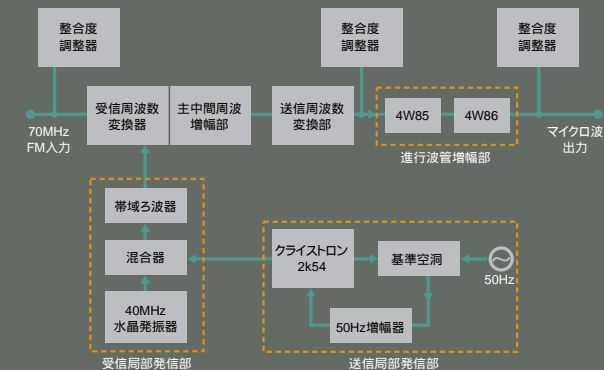 整合度
調整器
整合度
調整器
整合度
調整器
受信周波数
変換器
主中間周波
増幅部
送信周波数
変換部
4W85
4W86
70MHz
FM入力
マイクロ波
出力
進行波管増幅部
帯域ろ波器
混合器
40MHz
水晶発振器
受信局部発信部
クライストロン
2k54
基準空洞
50Hz
50Hz増幅器
送信局部発信部